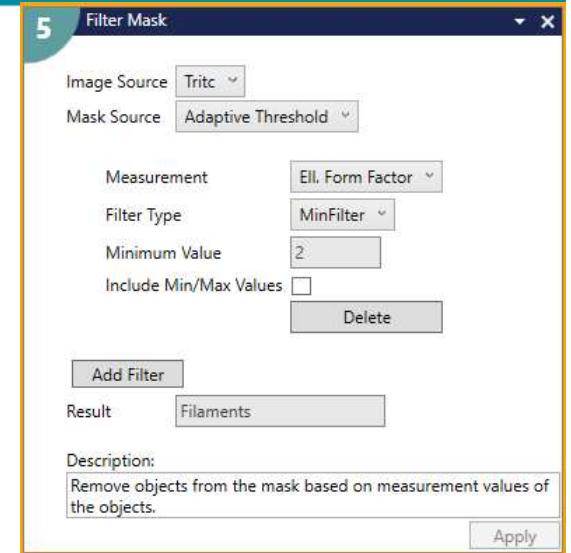 5
Filter Mask
Image Source Tritc
Mask Source Adaptive Threshold
Measurement Ell. Form Factor
Filter Type MinFilter
Minimum Value 2
Include Min/Max Values
Delete
Add Filter
Result Filaments
Description:
Remove objects from the mask based on measurement values of
the objects.
Apply